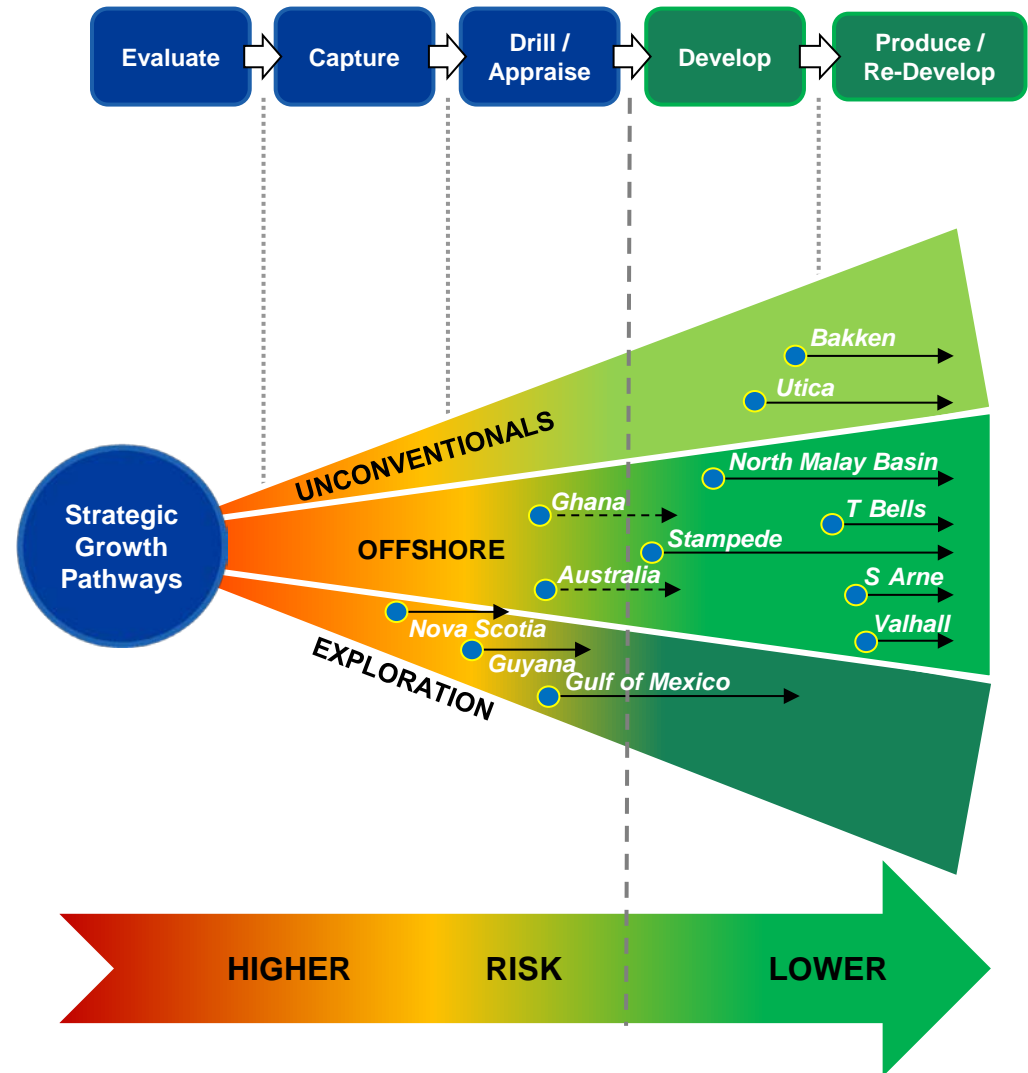 Evaluate
Capture
Drill /
Appraise
Develop
Produce /
Re-Develop
Bakken
Utica
UNCONVENTIONALS
North Malay Basin
Ghana
T Bells
Strategic
Growth
Pathways
OFFSHORE
Stampede
Australia
S Arne
Nova Scotia
Valhall
EXPLORATION
Guyana
Gulf of Mexico
HIGHER
RISK
LOWER